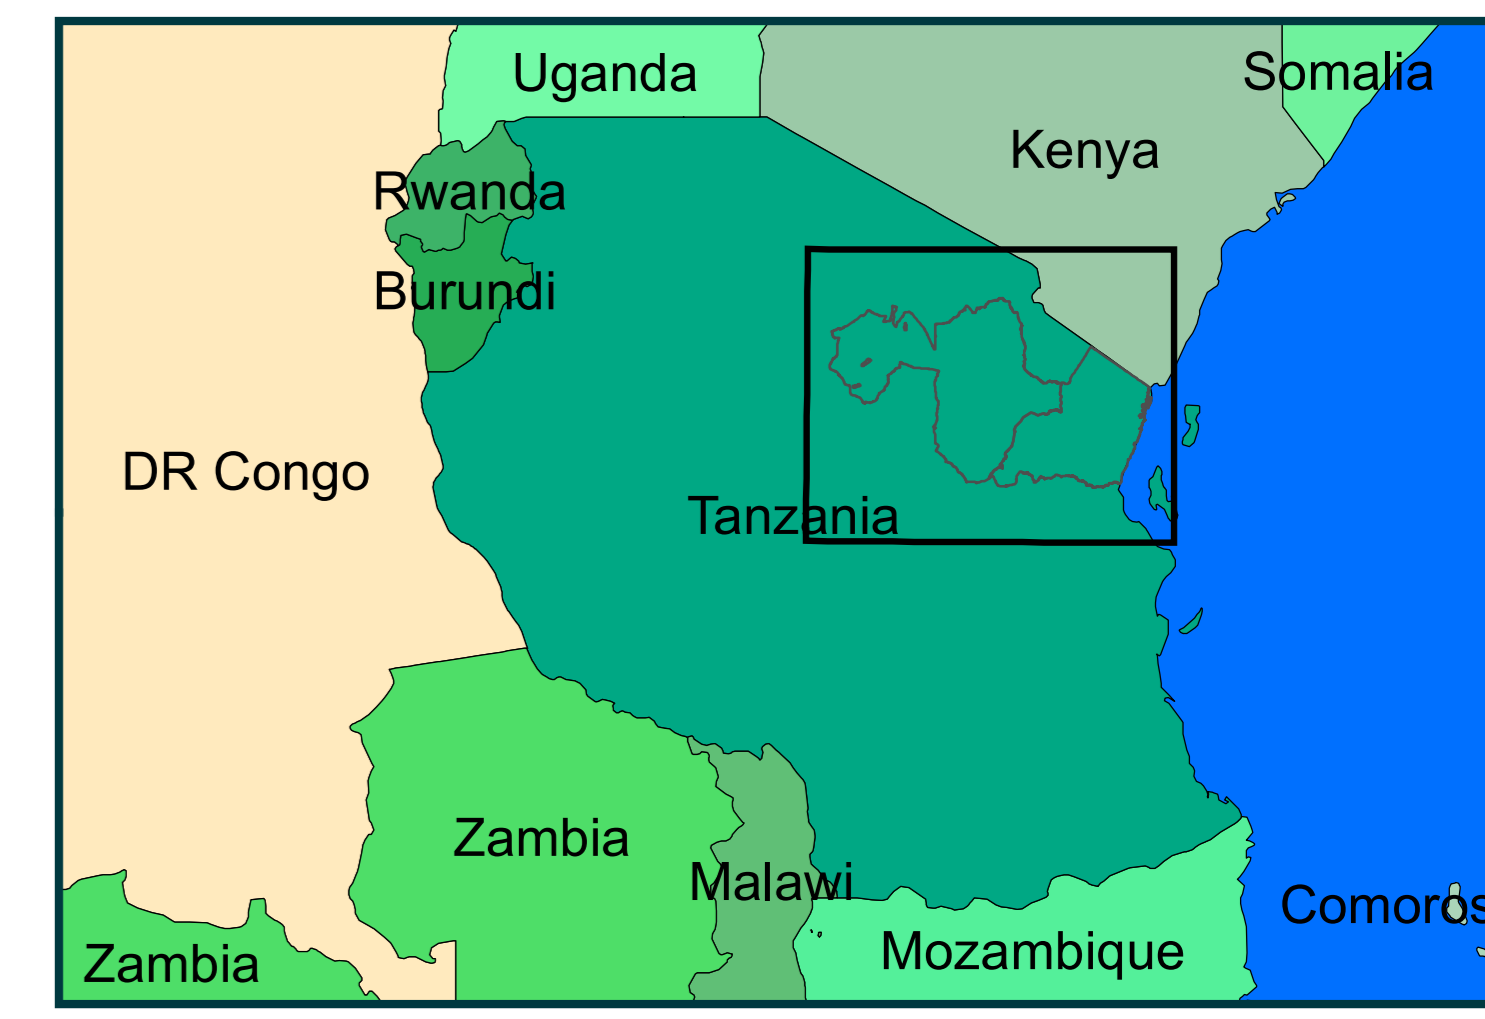 Uganda
Somalia
Kenya
Rwanda
Burundi
DR Congo
Tanzania
Zambia
Malawi
Comoros
Mozambique
Zambia